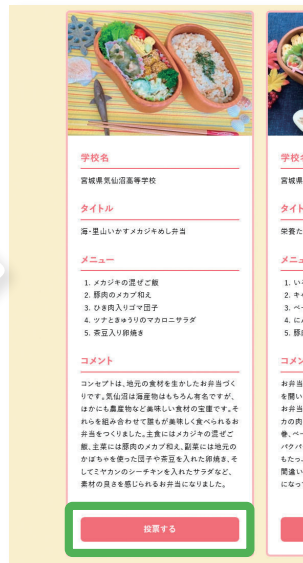 学校名
宮城県気仙沼高等学校
タイトル
海・里山いかすメカジキめし弁当
メニュー
1. メカジキの混ぜご飯
2. 豚肉のメカブ和え
3. ひき肉入りゴマ団子
4. ツナときゅうりのマカロニサラダ
5. 茶豆入り卵焼き
コメント
コンセプトは、地元の食材を生かしたお弁当づく
りです。気仙沼は海産物はもちろん有名ですが、
ほかにも農産物など美味しい食材の宝庫です。そ
れらを組み合わせて誰もが美味しく食べられるお
弁当をつくりました。主食にはメカジキの混ぜご
飯、主菜には豚肉のメカブ和え、副菜には地元の
かぼちゃを使った団子や茶豆を入れた卵焼き、そ
してミヤカンのシーチキンを入れたサラダなど、
素材の良さを感じられるお弁当になりました。
投票する
学校
宮城県
タイト
栄養た
メニュ
1. い
2. キ
3. ベ
4. に
5. 豚
コメン
お弁当
を開い
お弁当
カの肉
巻、ベー
パクパ
もたっ
間違い
になっ